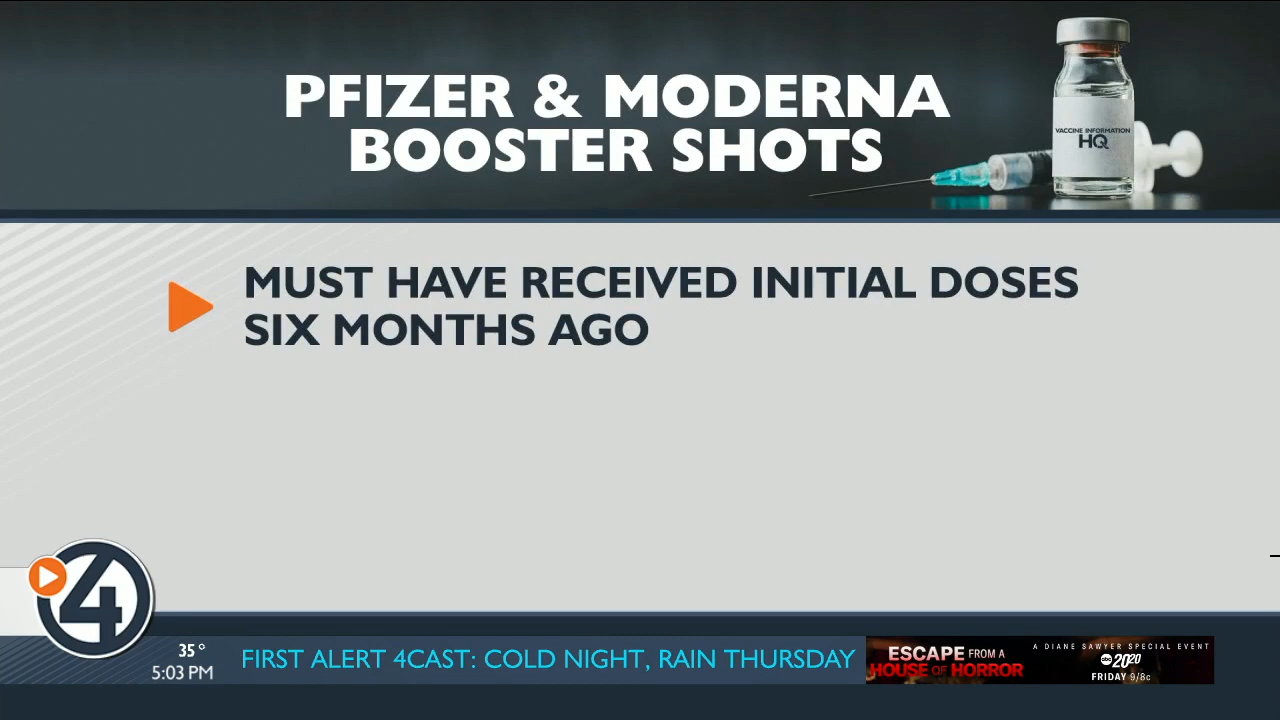 PFIZER & MODERNA
BOOSTER SHOTS
VACCINE INFORMATION
HQ
MUST HAVE RECEIVED INITIAL DOSES
SIX MONTHS AGO
4
35°
5:03 PM
FIRST ALERT 4CAST: COLD NIGHT, RAIN THURSDAY
ESCAPE FROM A
HOUSE OF HORROR
A DIANE SAWYER SPECIAL EVENT
abc 2020
FRIDAY 9/8c